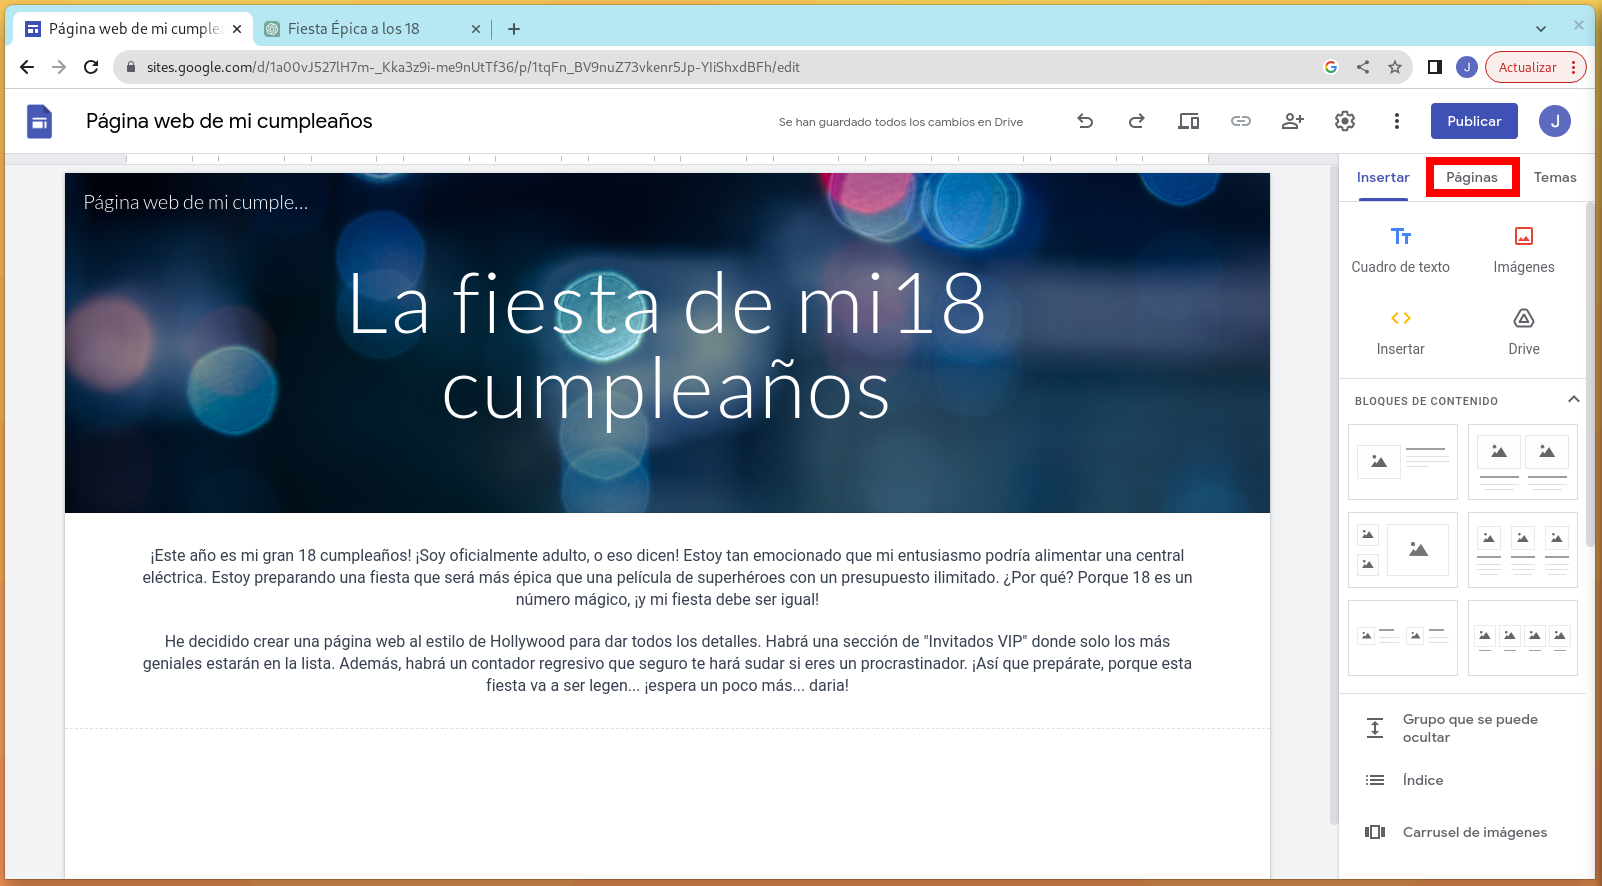 Página web de mi cumplea
Fiesta Épica a los 18
sites.google.com/d/1a00vJ527lH7m-_Kka3z9i-me9nUtTf36/p/1tqFn_BV9nuZ73vkenr5Jp-YIiShxdBFh/edit
J
Actualizar
Página web de mi cumpleaños
Se han guardado todos los cambios en Drive
Publicar
J
Insertar
Páginas
Temas
Página web de mi cumple...
La fiesta de mi18
cumpleaños
¡Este año es mi gran 18 cumpleaños! ¡Soy oficialmente adulto, o eso dicen! Estoy tan emocionado que mi entusiasmo podría alimentar una central
eléctrica. Estoy preparando una fiesta que será más épica que una película de superhéroes con un presupuesto ilimitado. ¿Por qué? Porque 18 es un
número mágico, ¡y mi fiesta debe ser igual!
He decidido crear una página web al estilo de Hollywood para dar todos los detalles. Habrá una sección de "Invitados VIP" donde solo los más
geniales estarán en la lista. Además, habrá un contador regresivo que seguro te hará sudar si eres un procrastinador. ¡Así que prepárate, porque esta
fiesta va a ser legen... ¡espera un poco más... daria!
Cuadro de texto
Imágenes
Insertar
Drive
BLOQUES DE CONTENIDO
Grupo que se puede
ocultar
Índice
Carrusel de imágenes